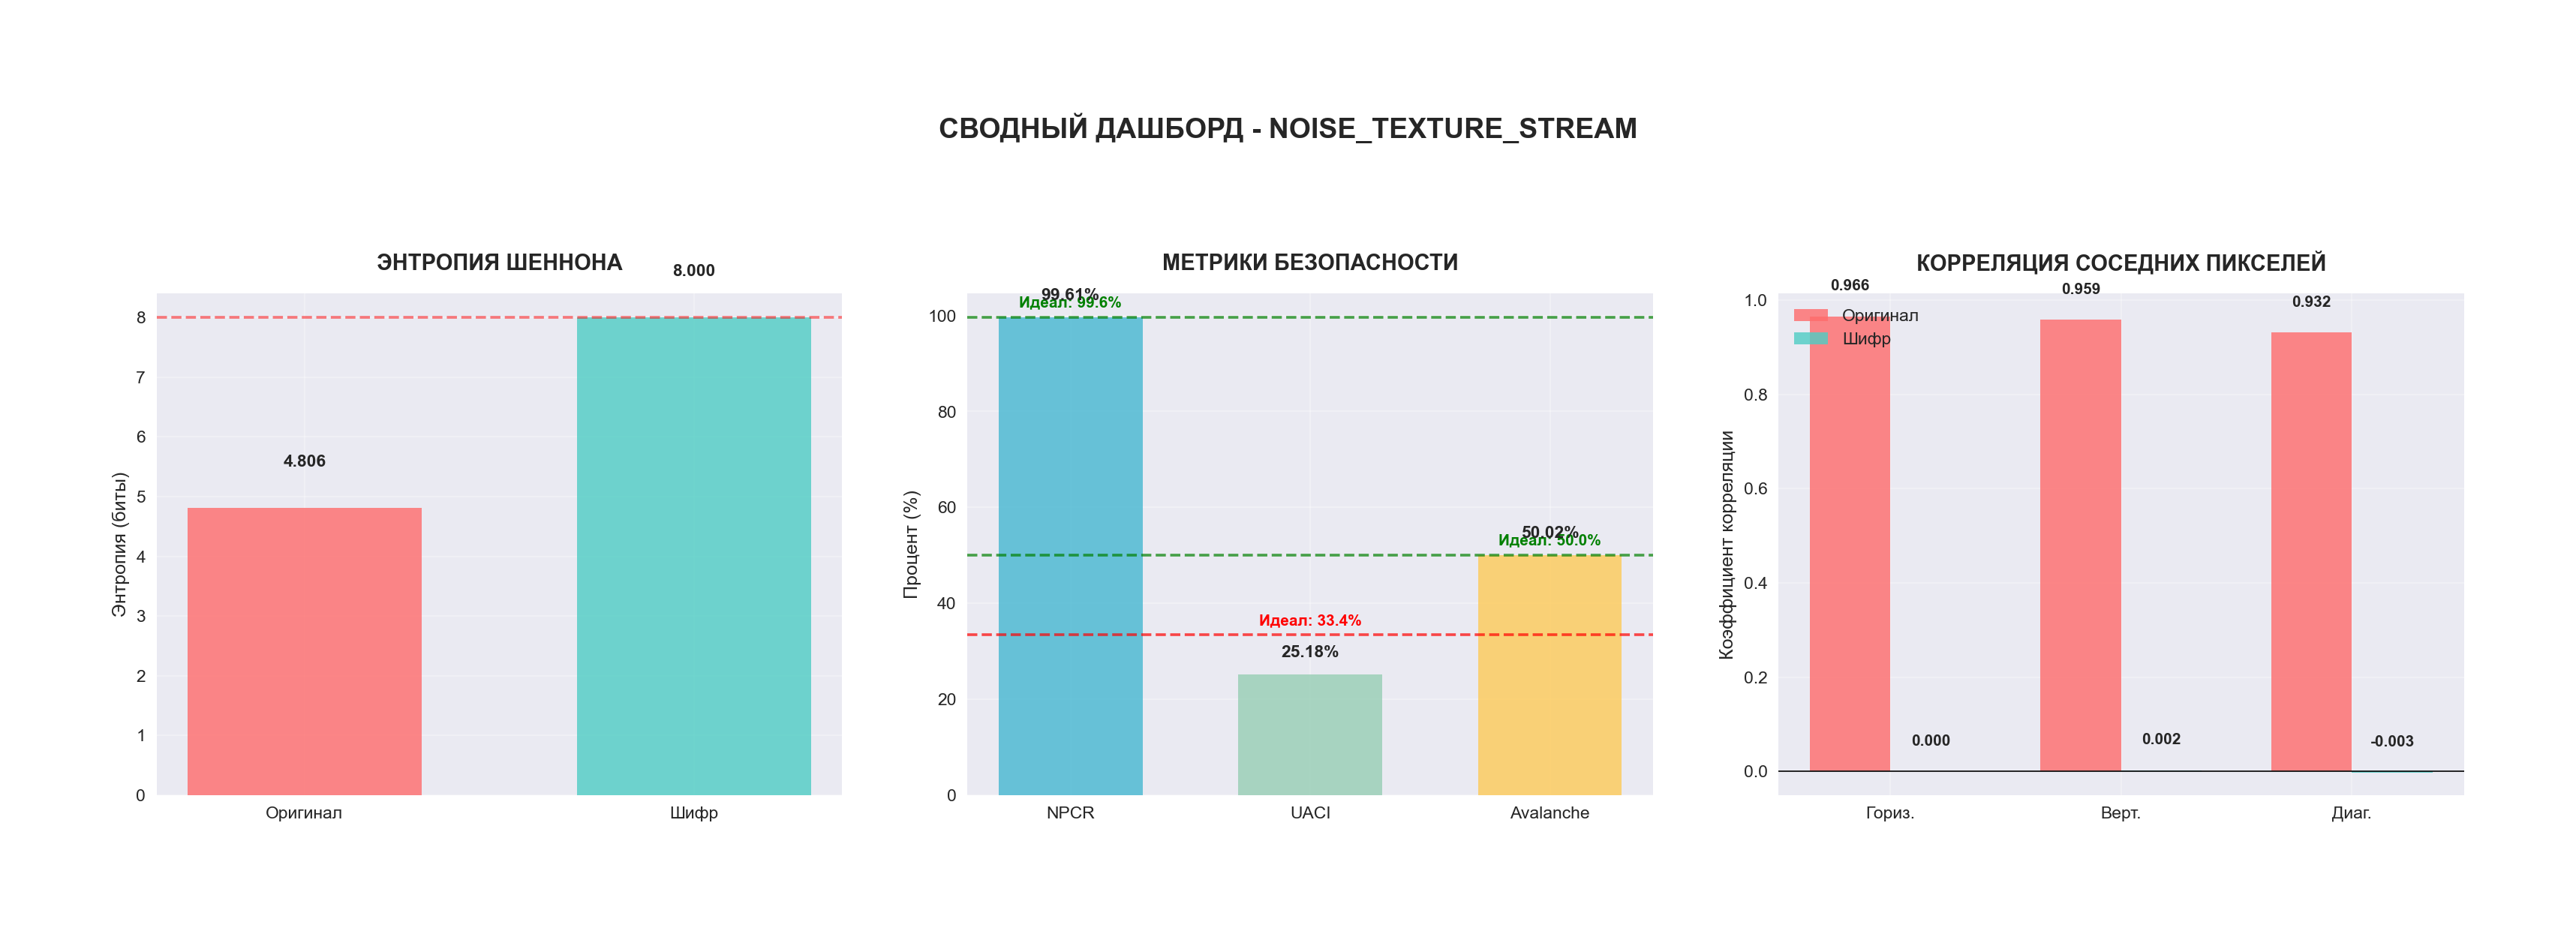 СВОДНЫЙ ДАШБОРД - NOISE_TEXTURE_STREAM
ЭНТРОПИЯ ШЕННОНА
8.000
4.806
Энтропия (биты)
8
7
6
5
4
3
2
1
0
Оригинал
Шифр
МЕТРИКИ БЕЗОПАСНОСТИ
99.61%
Идеал: 99.6%
50.02%
Идеал: 50.0%
Идеал: 33.4%
25.18%
Процент (%)
100
80
60
40
20
0
NPCR
UACI
Avalanche
КОРРЕЛЯЦИЯ СОСЕДНИХ ПИКСЕЛЕЙ
0.966
0.959
0.932
Оригинал
Шифр
0.000
0.002
-0.003
Коэффициент корреляции
1.0
0.8
0.6
0.4
0.2
0.0
Гориз.
Верт.
Диаг.